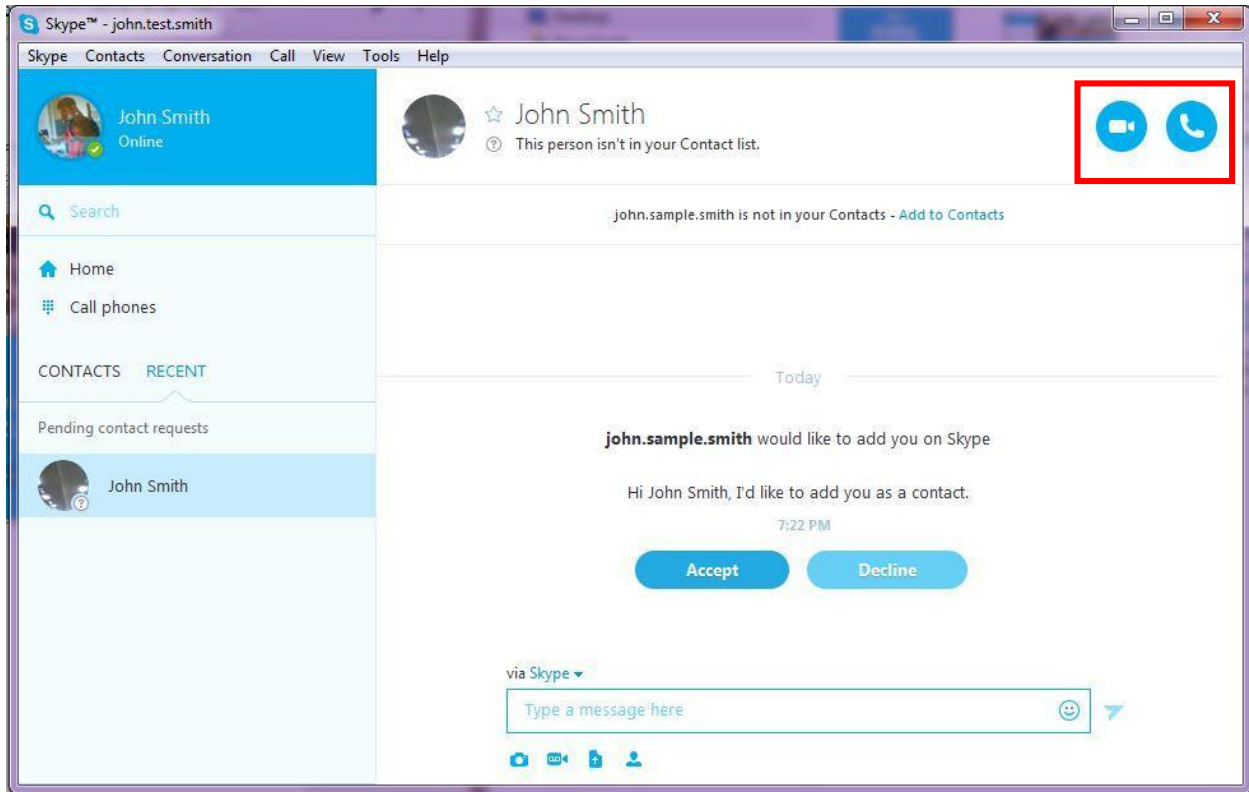 Skype™ - john.test.smith
Skype Contacts Conversation Call View Tools Help
John Smith
Online
Search
Home
Call phones
CONTACTS RECENT
Pending contact requests
John Smith
John Smith
This person isn't in your Contact list.
john.sample.smith is not in your Contacts - Add to Contacts
Today
john.sample.smith would like to add you on Skype
Hi John Smith, I'd like to add you as a contact.
7:22 PM
Accept Decline
via Skype
Type a message here